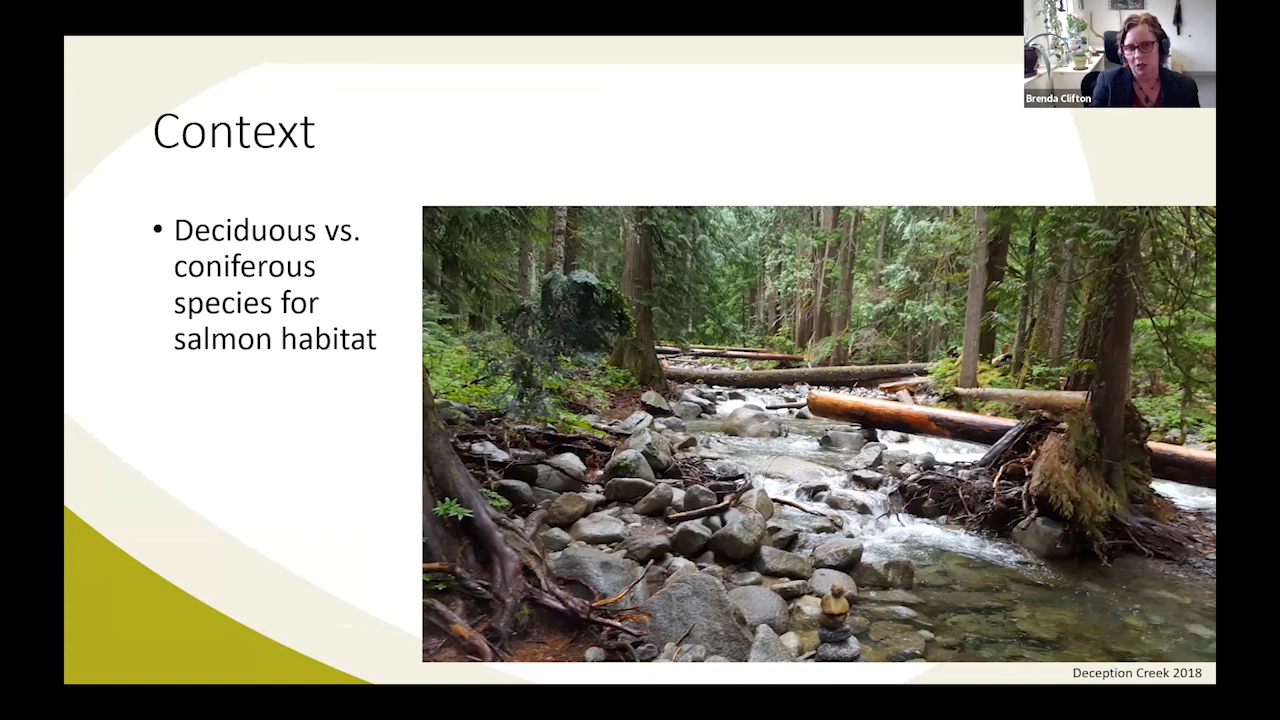 Brenda Clifton
Context
• Deciduous vs.
coniferous
species for
salmon habitat
Deception Creek 2018